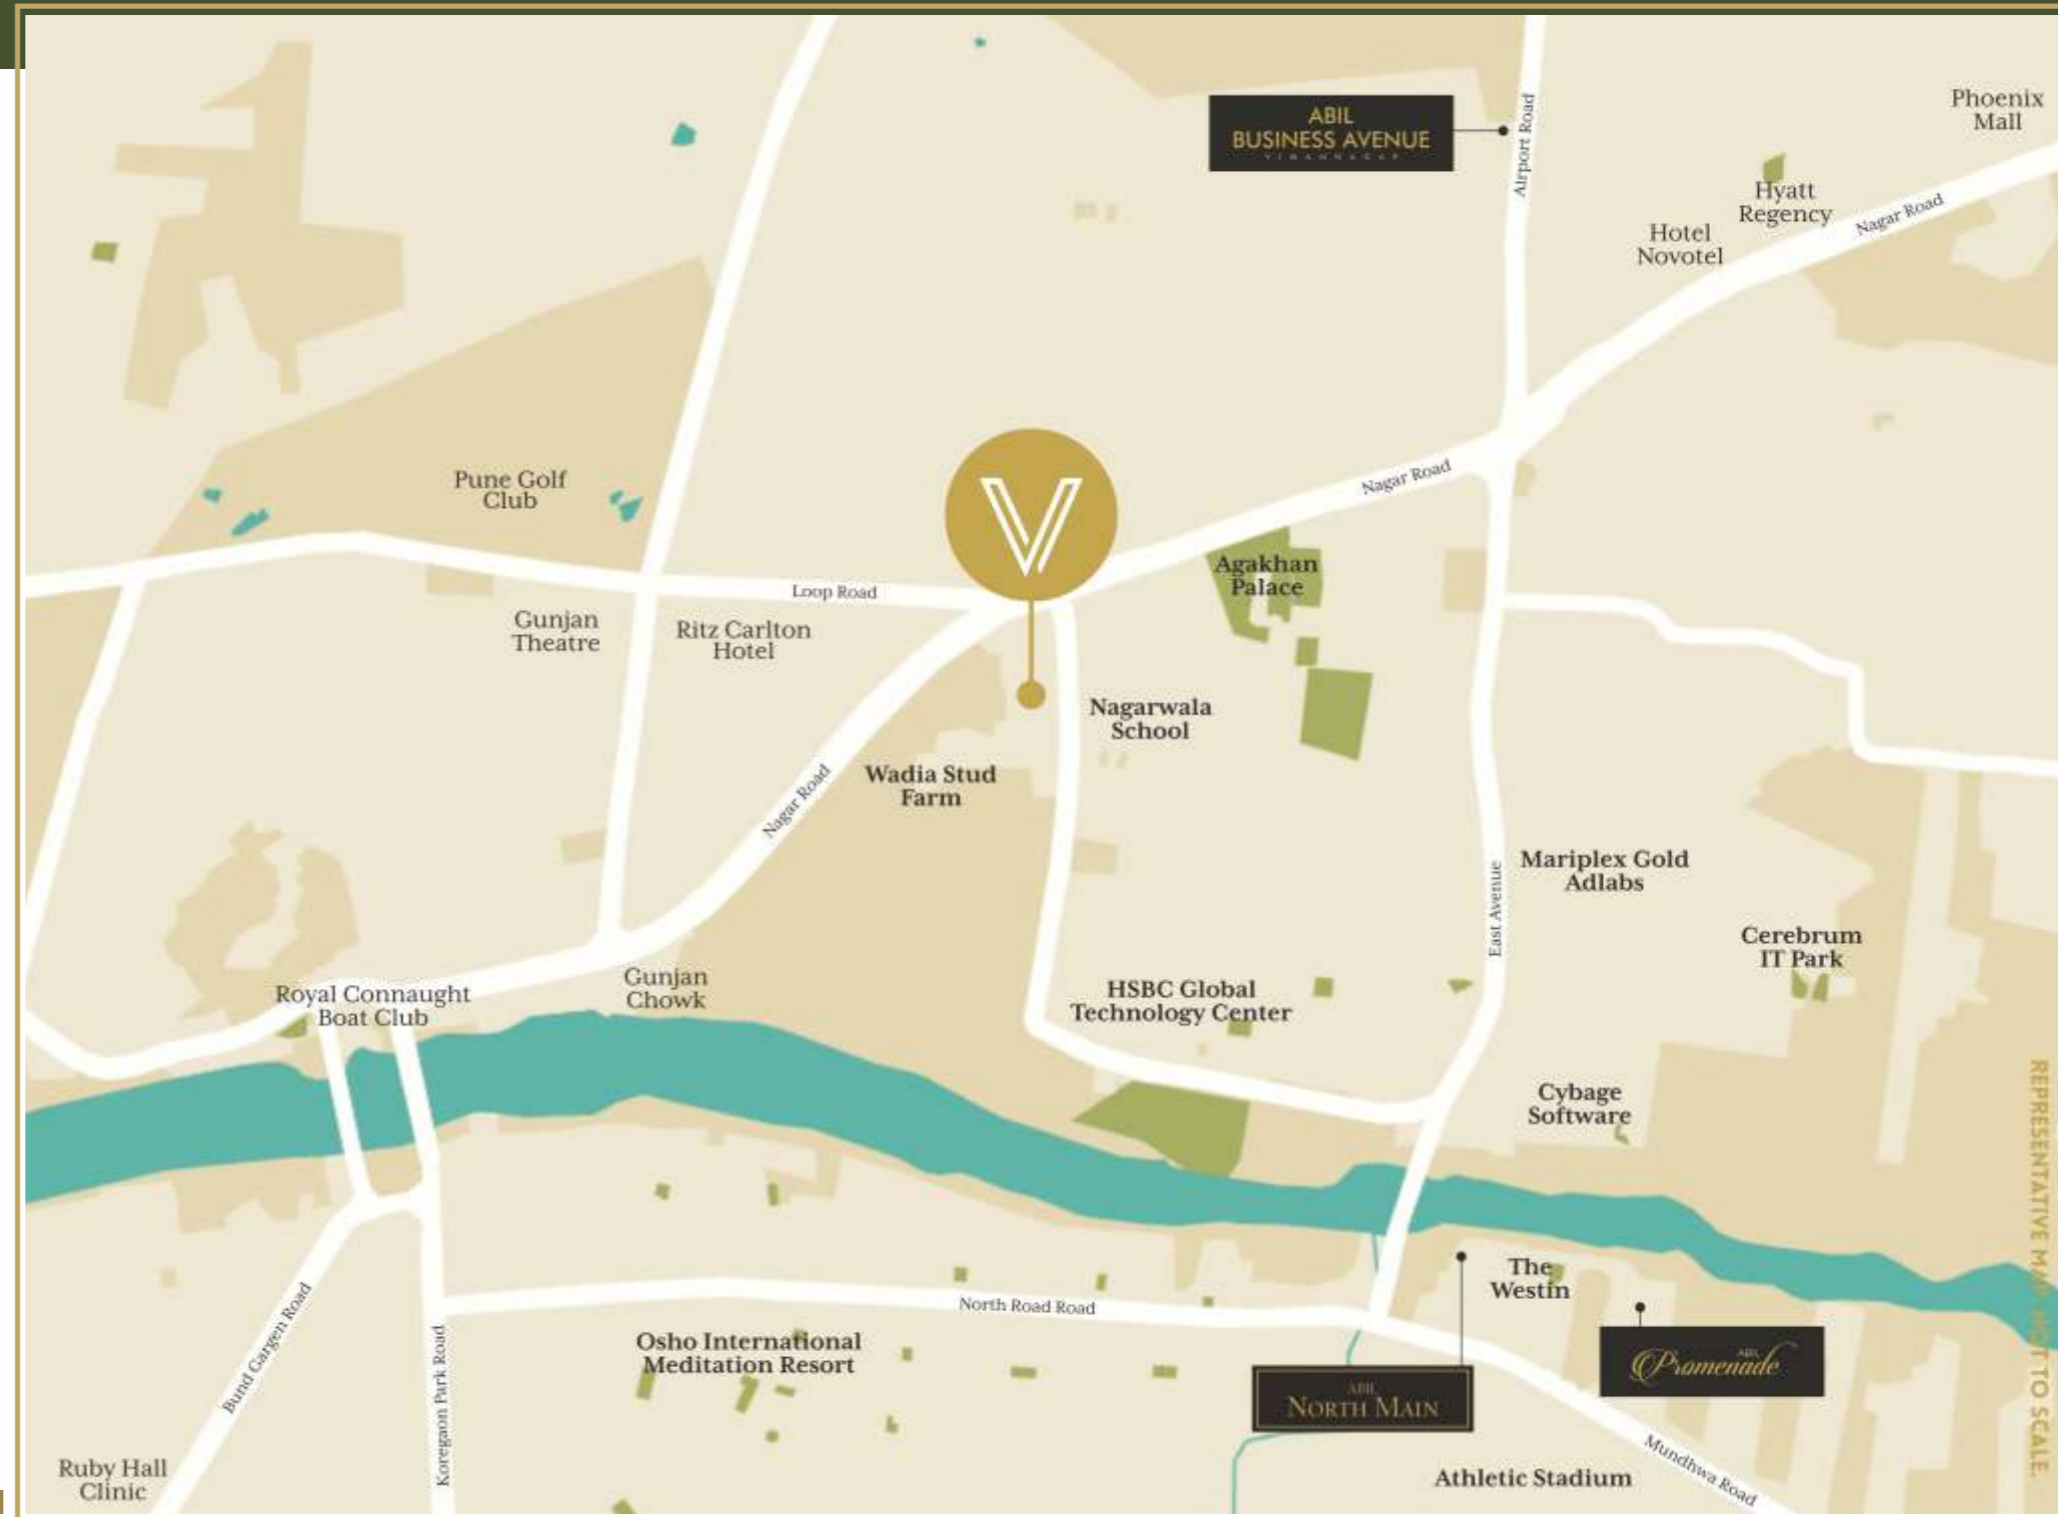 Phoenix
Mall
ABIL
BUSINESS AVENUE
VIMANNAGAR
Airport Road
Hyatt
Regency
Nagar Road
Hotel
Novotel
Pune Golf
Club
V
Nagar Road
Agakhan
Palace
Loop Road
Gunjan
Theatre
Ritz Carlton
Hotel
Nagarwala
School
Nagar Road
Wadia Stud
Farm
Mariplex Gold
Adlabs
East Avenue
Cerebrum
IT Park
Gunjan
Chowk
HSBC Global
Technology Center
Royal Connaught
Boat Club
Cybage
Software
The
Westin
North Road Road
Bund Gargen Road
Koregaon Park Road
Osho International
Meditation Resort
ABIL
Promenade
ABIL
NORTH MAIN
Mundhwa Road
Athletic Stadium
Ruby Hall
Clinic
REPRESENTATIVE MAP. NOT TO SCALE.